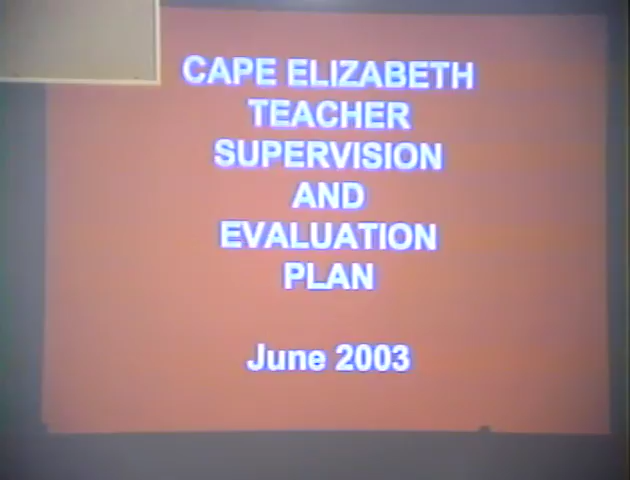 CAPE ELIZABETH
TEACHER
SUPERVISION
AND
EVALUATION
PLAN
June 2003